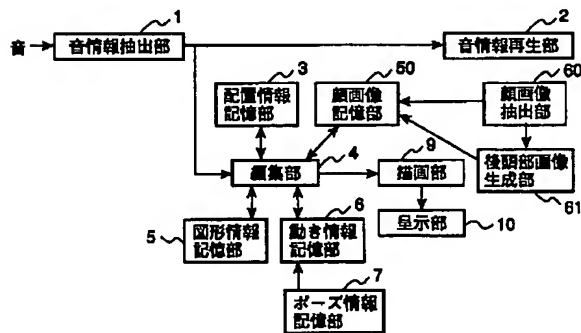 1
2
音
音情報抽出部
音情報再生部
3
50
60
配置情報
記憶部
顔画像
記憶部
顔画像
抽出部
4
9
編集部
描画部
後頭部画像
生成部
61
5
図形情報
記憶部
6
動き情報
記憶部
呈示部
10
7
ポーズ情報
記憶部